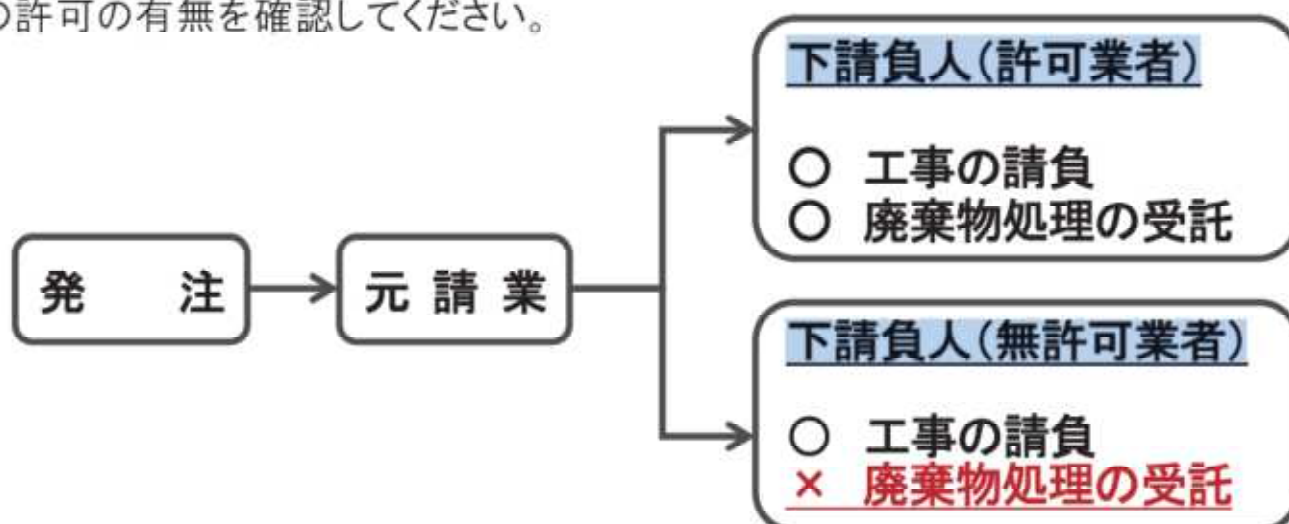 の許可の有無を確認してください。
下請負人(許可業者)
○ 工事の請負
○ 廃棄物処理の受託
発 注
元 請 業
下請負人(無許可業者)
○ 工事の請負
× 廃棄物処理の受託